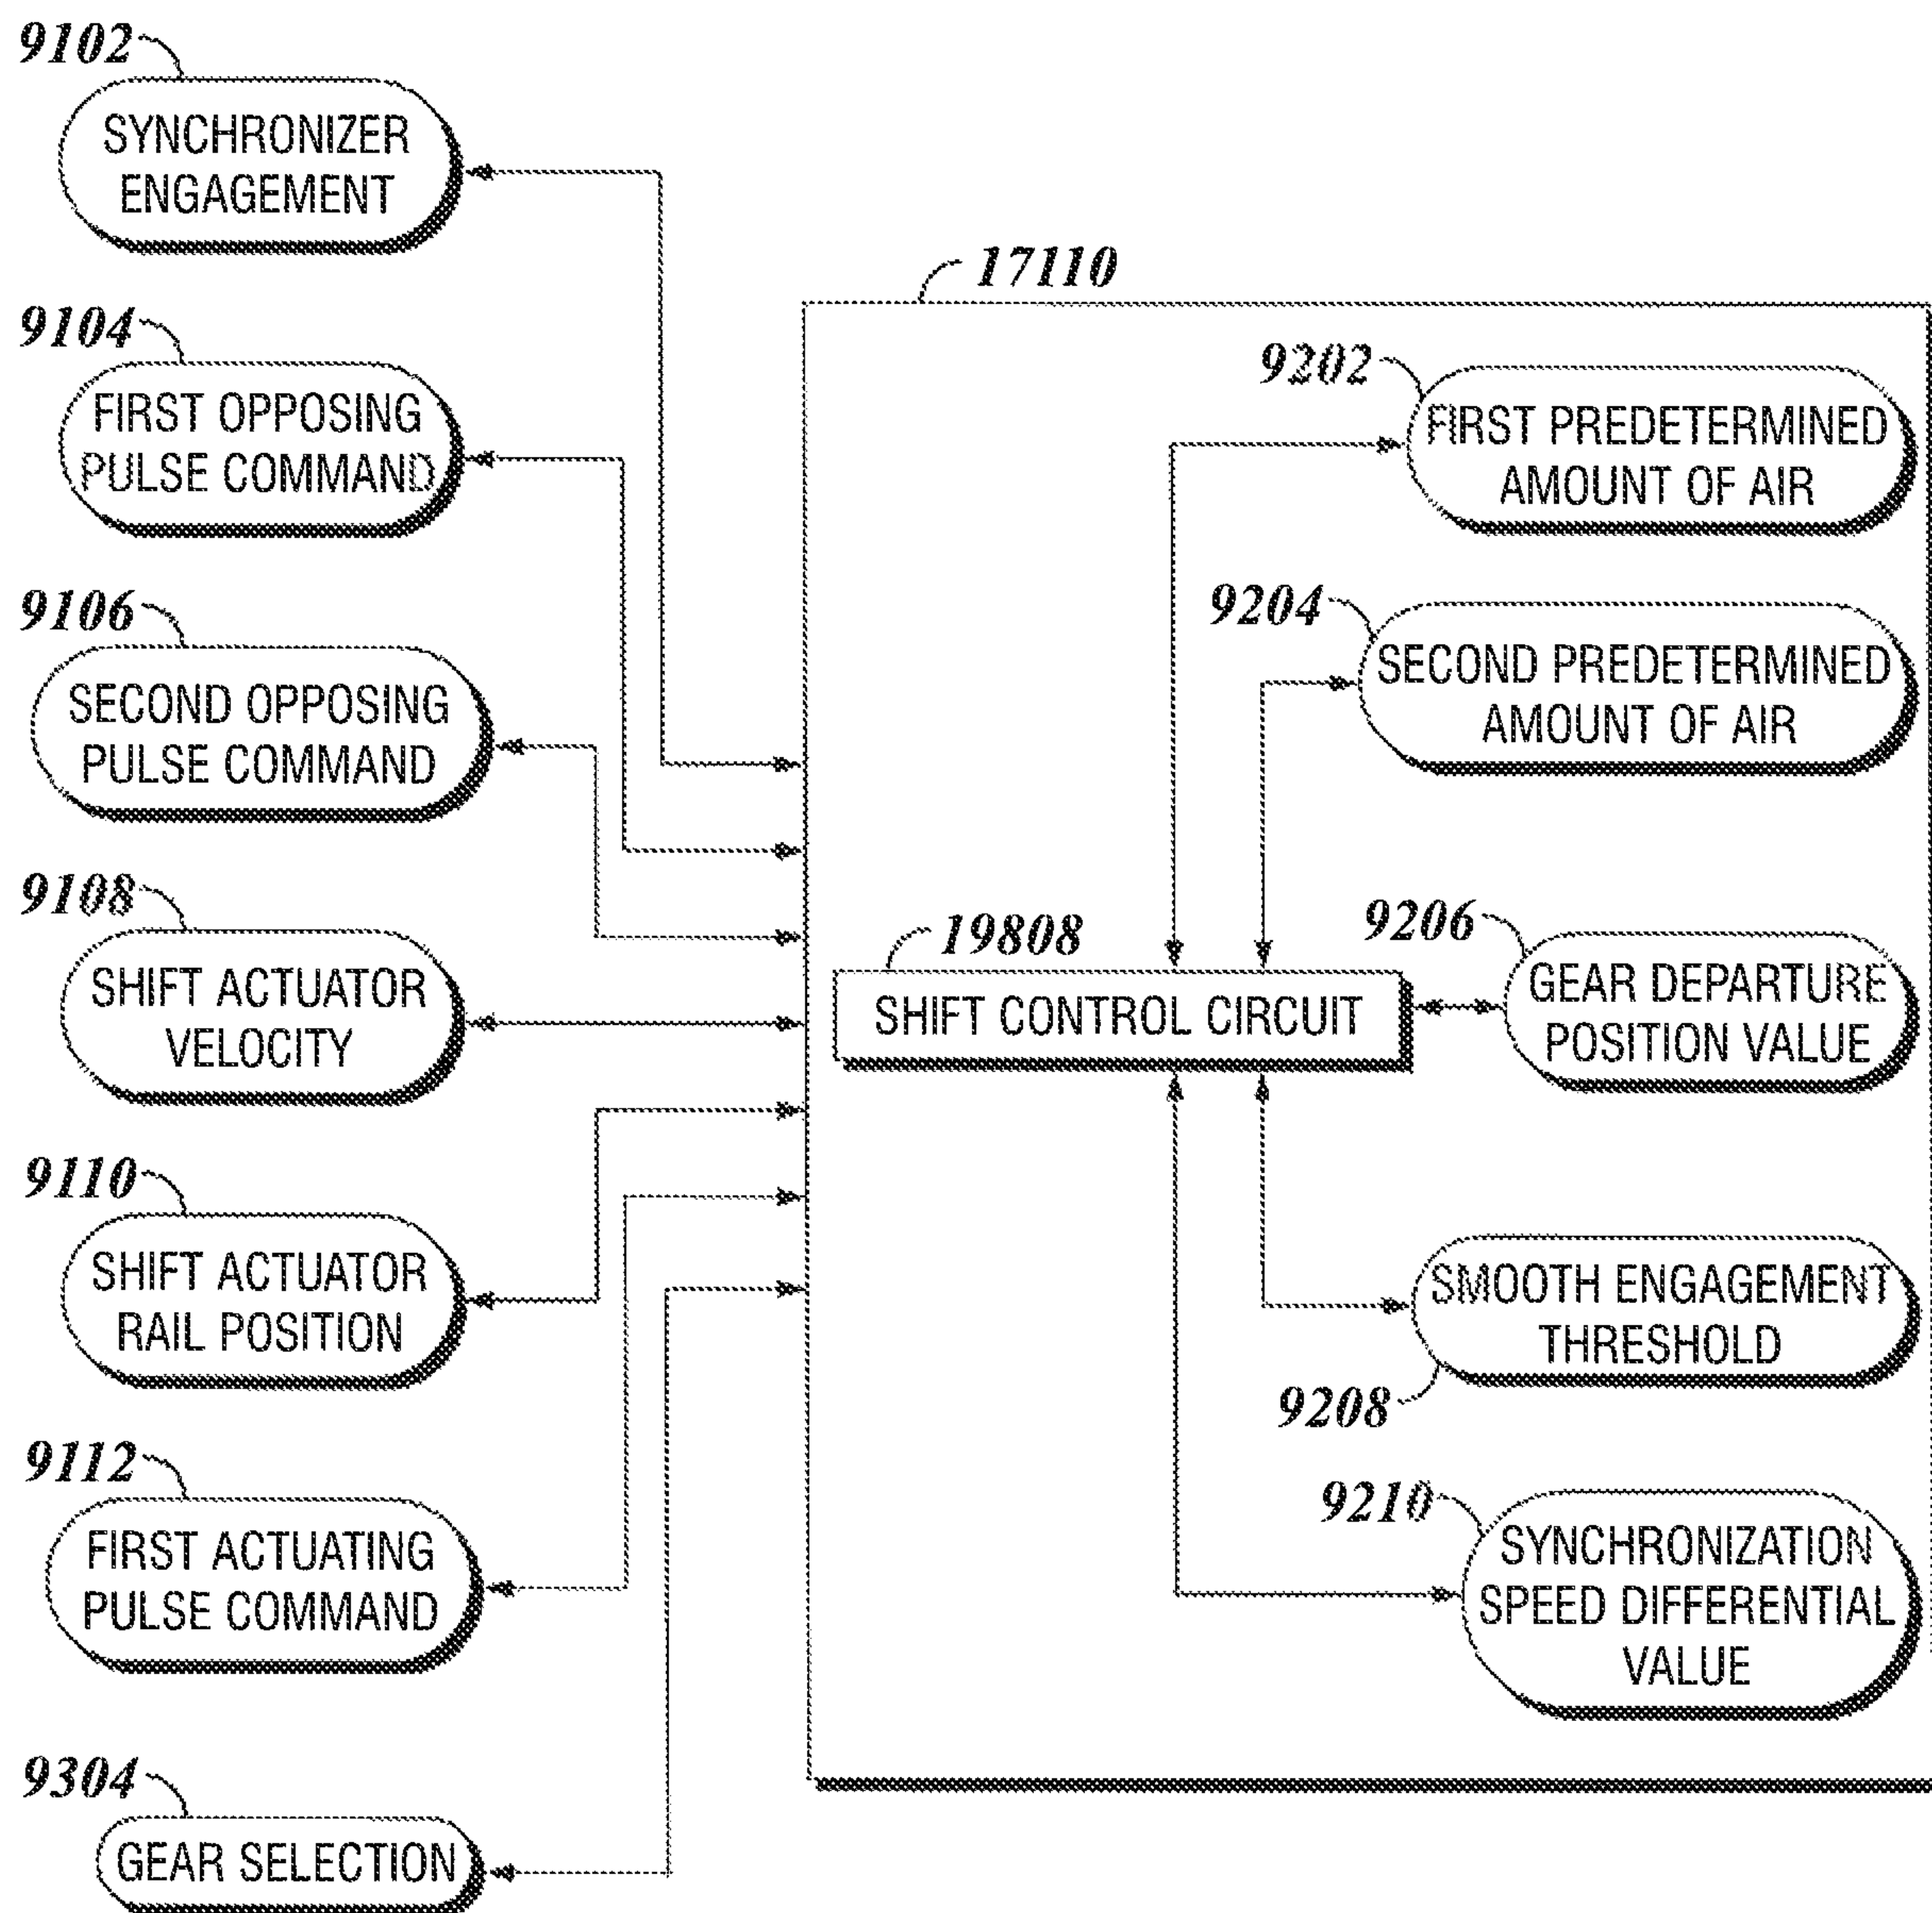 9102
SYNCHRONIZER
ENGAGEMENT
9104
FIRST OPPOSING
PULSE COMMAND
9106
SECOND OPPOSING
PULSE COMMAND
9108
SHIFT ACTUATOR
VELOCITY
9110
SHIFT ACTUATOR
RAIL POSITION
9112
FIRST ACTUATING
PULSE COMMAND
9304
GEAR SELECTION
17110
9202
FIRST PREDETERMINED
AMOUNT OF AIR
9204
SECOND PREDETERMINED
AMOUNT OF AIR
19808
SHIFT CONTROL CIRCUIT
9206
GEAR DEPARTURE
POSITION VALUE
SMOOTH ENGAGEMENT
THRESHOLD
9208
9210
SYNCHRONIZATION
SPEED DIFFERENTIAL
VALUE